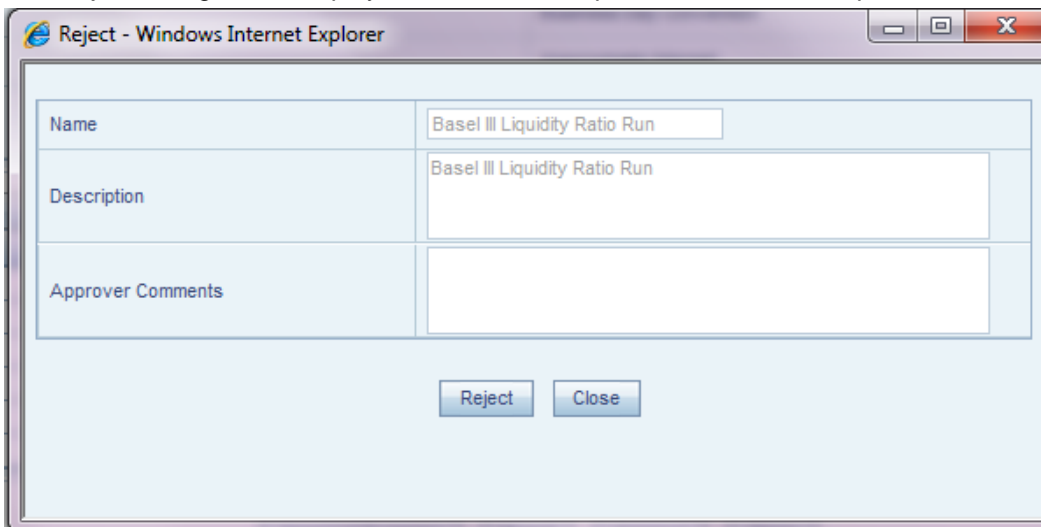 Reject - Windows Internet Explorer
Name
Basel III Liquidity Ratio Run
Description
Basel III Liquidity Ratio Run
Approver Comments
Reject Close